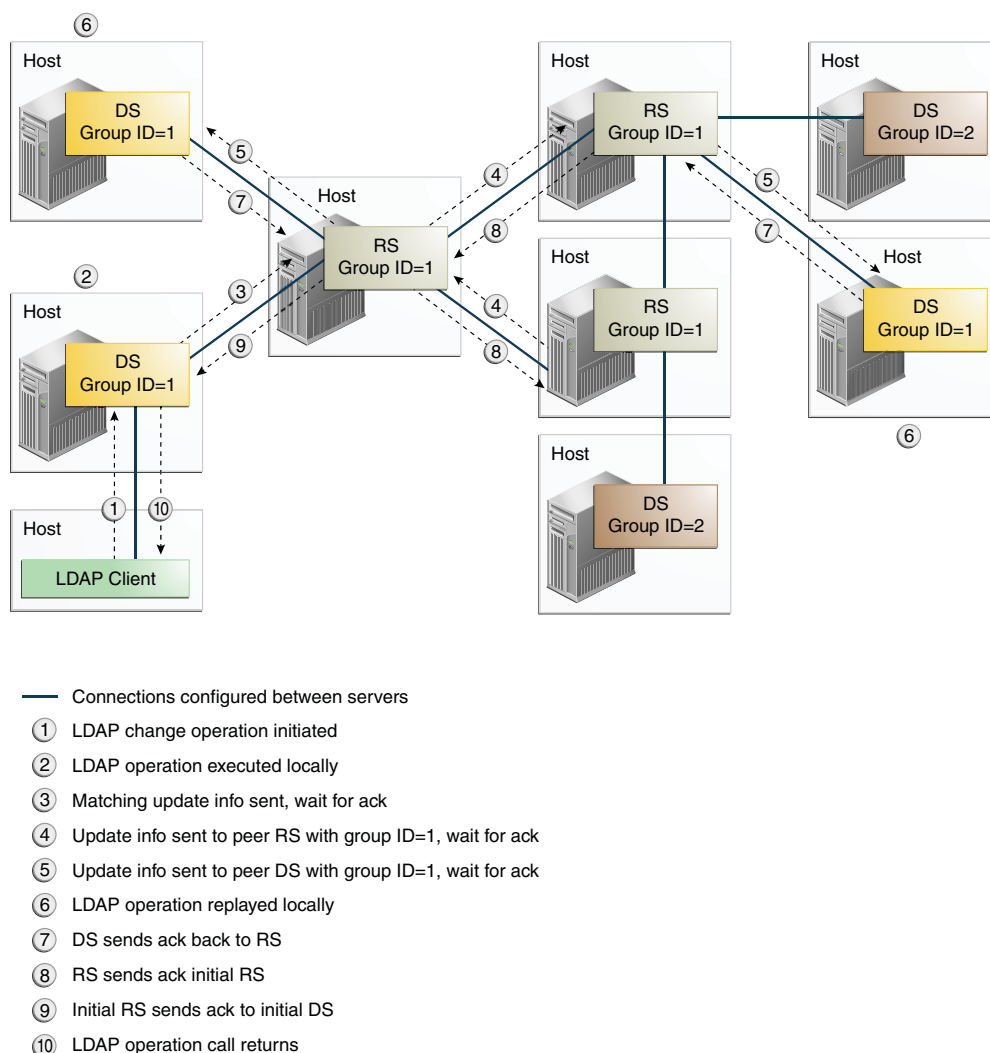 6
Host
DS
Group ID=1
5
7
Host
RS
Group ID=1
4
8
Host
RS
Group ID=1
Host
DS
Group ID=2
5
7
Host
DS
Group ID=1
6
2
Host
DS
Group ID=1
3
9
4
8
Host
RS
Group ID=1
Host
DS
Group ID=2
1
10
Host
LDAP Client
Connections configured between servers
1 LDAP change operation initiated
2 LDAP operation executed locally
3 Matching update info sent, wait for ack
4 Update info sent to peer RS with group ID=1, wait for ack
5 Update info sent to peer DS with group ID=1, wait for ack
6 LDAP operation replayed locally
7 DS sends ack back to RS
8 RS sends ack initial RS
9 Initial RS sends ack to initial DS
10 LDAP operation call returns